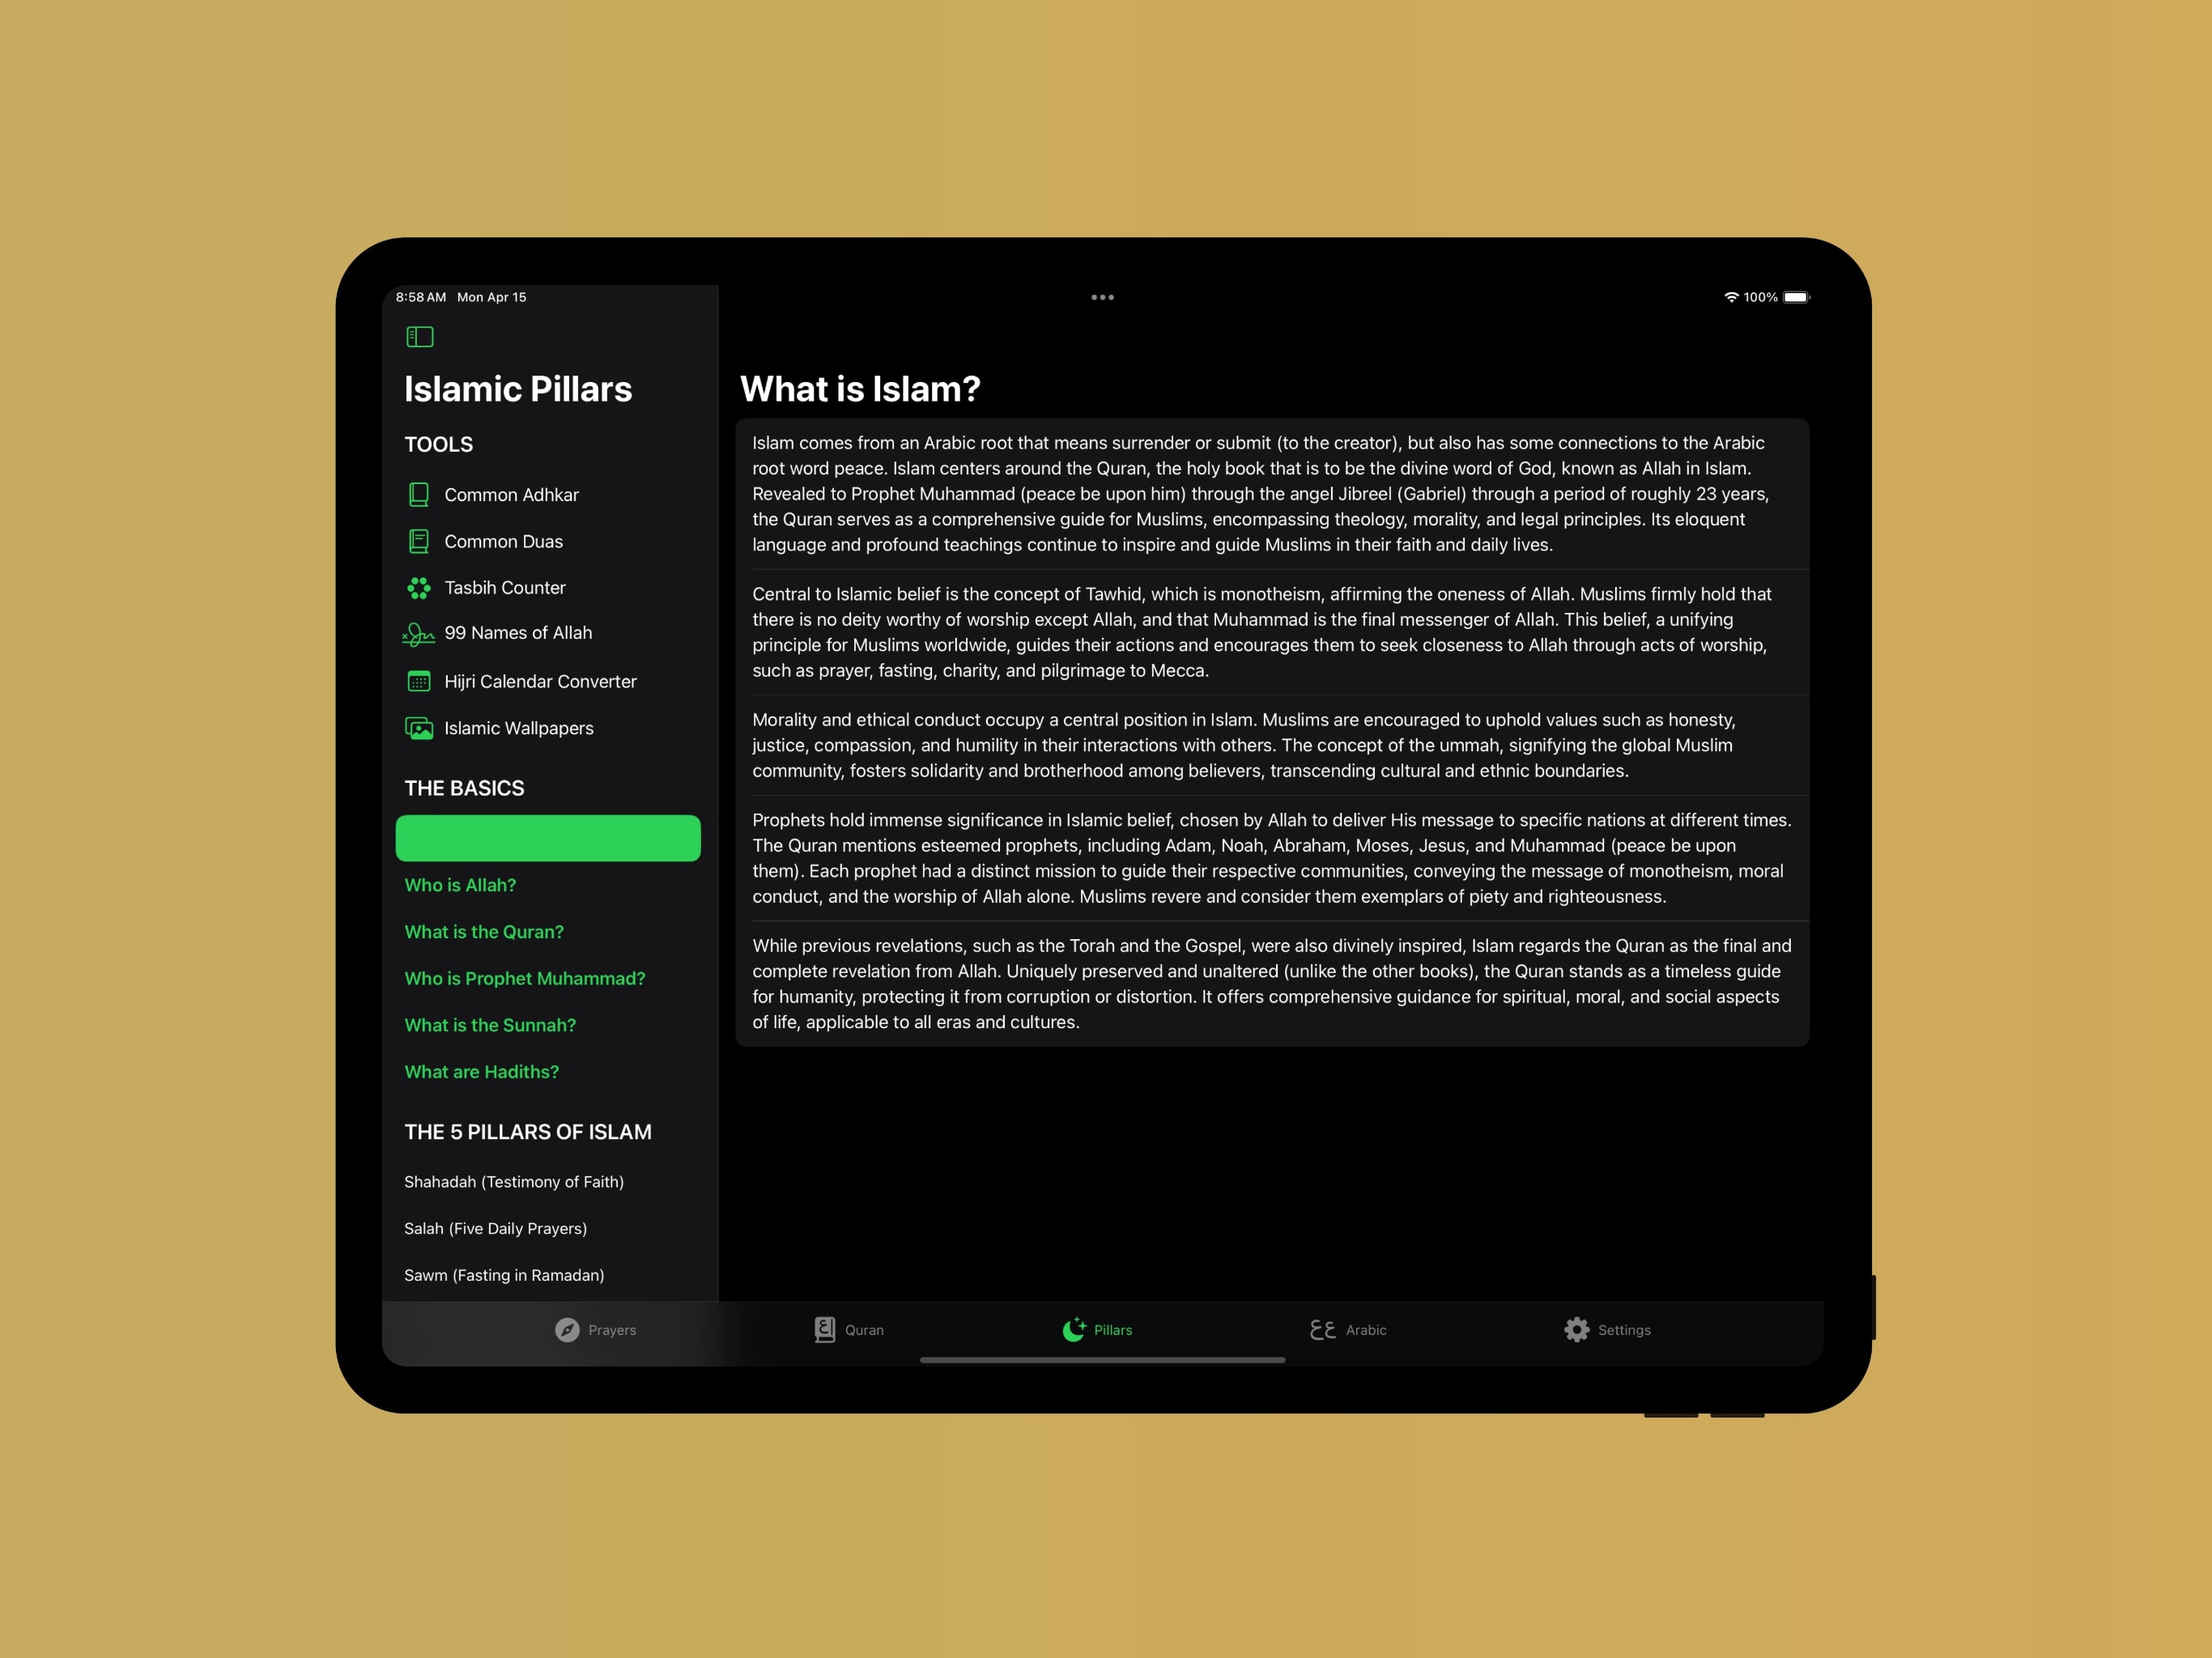 8:58 AM Mon Apr 15
100%
Islamic Pillars
TOOLS
Common Adhkar
Common Duas
Tasbih Counter
99 Names of Allah
Hijri Calendar Converter
Islamic Wallpapers
THE BASICS
Who is Allah?
What is the Quran?
Who is Prophet Muhammad?
What is the Sunnah?
What are Hadiths?
THE 5 PILLARS OF ISLAM
Shahadah (Testimony of Faith)
Salah (Five Daily Prayers)
Sawm (Fasting in Ramadan)
What is Islam?
Islam comes from an Arabic root that means surrender or submit (to the creator), but also has some connections to the Arabic
root word peace. Islam centers around the Quran, the holy book that is to be the divine word of God, known as Allah in Islam.
Revealed to Prophet Muhammad (peace be upon him) through the angel Jibreel (Gabriel) through a period of roughly 23 years,
the Quran serves as a comprehensive guide for Muslims, encompassing theology, morality, and legal principles. Its eloquent
language and profound teachings continue to inspire and guide Muslims in their faith and daily lives.
Central to Islamic belief is the concept of Tawhid, which is monotheism, affirming the oneness of Allah. Muslims firmly hold that
there is no deity worthy of worship except Allah, and that Muhammad is the final messenger of Allah. This belief, a unifying
principle for Muslims worldwide, guides their actions and encourages them to seek closeness to Allah through acts of worship,
such as prayer, fasting, charity, and pilgrimage to Mecca.
Morality and ethical conduct occupy a central position in Islam. Muslims are encouraged to uphold values such as honesty,
justice, compassion, and humility in their interactions with others. The concept of the ummah, signifying the global Muslim
community, fosters solidarity and brotherhood among believers, transcending cultural and ethnic boundaries.
Prophets hold immense significance in Islamic belief, chosen by Allah to deliver His message to specific nations at different times.
The Quran mentions esteemed prophets, including Adam, Noah, Abraham, Moses, Jesus, and Muhammad (peace be upon
them). Each prophet had a distinct mission to guide their respective communities, conveying the message of monotheism, moral
conduct, and the worship of Allah alone. Muslims revere and consider them exemplars of piety and righteousness.
While previous revelations, such as the Torah and the Gospel, were also divinely inspired, Islam regards the Quran as the final and
complete revelation from Allah. Uniquely preserved and unaltered (unlike the other books), the Quran stands as a timeless guide
for humanity, protecting it from corruption or distortion. It offers comprehensive guidance for spiritual, moral, and social aspects
of life, applicable to all eras and cultures.
Prayers
ع Quran
Pillars
عع Arabic
Settings